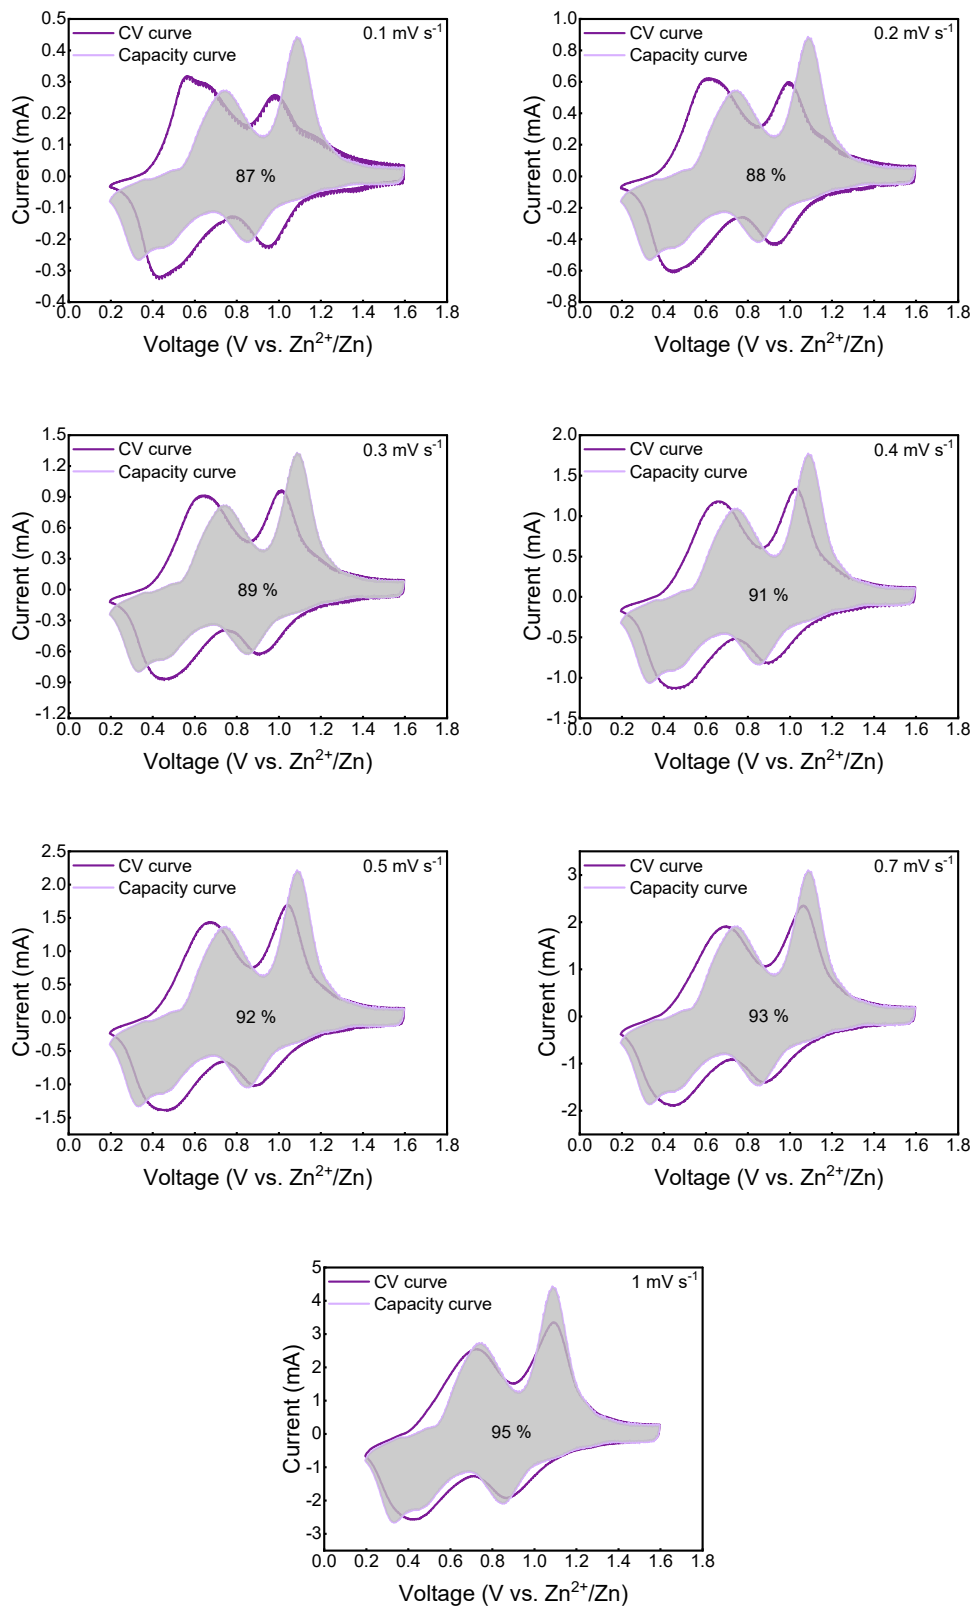 CV curve
Capacity curve
0.1 mV s⁻¹
0.5
0.4
0.3
0.2
0.1
0.0
-0.1
-0.2
-0.3
-0.4
Current (mA)
87 %
0.0 0.2 0.4 0.6 0.8 1.0 1.2 1.4 1.6 1.8
Voltage (V vs. Zn²⁺/Zn)
CV curve
Capacity curve
0.2 mV s⁻¹
1.0
0.8
0.6
0.4
0.2
0.0
-0.2
-0.4
-0.6
-0.8
Current (mA)
88 %
0.0 0.2 0.4 0.6 0.8 1.0 1.2 1.4 1.6 1.8
Voltage (V vs. Zn²⁺/Zn)
CV curve
Capacity curve
0.3 mV s⁻¹
1.5
1.2
0.9
0.6
0.3
0.0
-0.3
-0.6
-0.9
-1.2
Current (mA)
89 %
0.0 0.2 0.4 0.6 0.8 1.0 1.2 1.4 1.6 1.8
Voltage (V vs. Zn²⁺/Zn)
CV curve
Capacity curve
0.4 mV s⁻¹
2.0
1.5
1.0
0.5
0.0
-0.5
-1.0
-1.5
Current (mA)
91 %
0.0 0.2 0.4 0.6 0.8 1.0 1.2 1.4 1.6 1.8
Voltage (V vs. Zn²⁺/Zn)
CV curve
Capacity curve
0.5 mV s⁻¹
2.5
2.0
1.5
1.0
0.5
0.0
-0.5
-1.0
-1.5
Current (mA)
92 %
0.0 0.2 0.4 0.6 0.8 1.0 1.2 1.4 1.6 1.8
Voltage (V vs. Zn²⁺/Zn)
CV curve
Capacity curve
0.7 mV s⁻¹
3
2
1
0
-1
-2
Current (mA)
93 %
0.0 0.2 0.4 0.6 0.8 1.0 1.2 1.4 1.6 1.8
Voltage (V vs. Zn²⁺/Zn)
CV curve
Capacity curve
1 mV s⁻¹
5
4
3
2
1
0
-1
-2
-3
Current (mA)
95 %
0.0 0.2 0.4 0.6 0.8 1.0 1.2 1.4 1.6 1.8
Voltage (V vs. Zn²⁺/Zn)